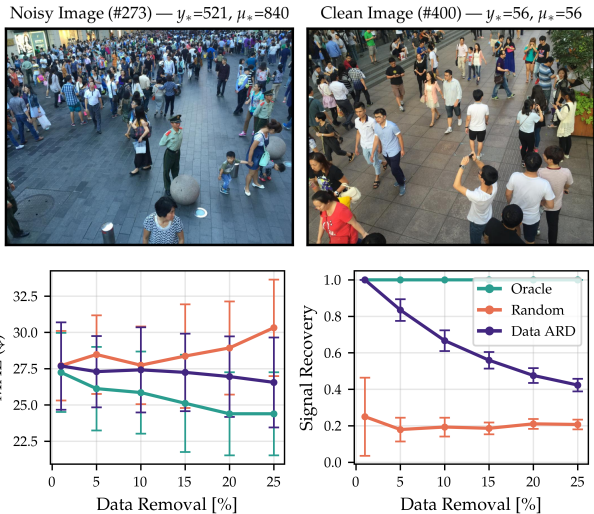 Noisy Image (#273) — y*=521, μ*=840
Clean Image (#400) — y*=56, μ*=56
32.5
30.0
27.5
25.0
22.5
0 5 10 15 20 25
Data Removal [%]
Signal Recovery
1.0
0.8
0.6
0.4
0.2
0.0
Oracle
Random
Data ARD
0 5 10 15 20 25
Data Removal [%]